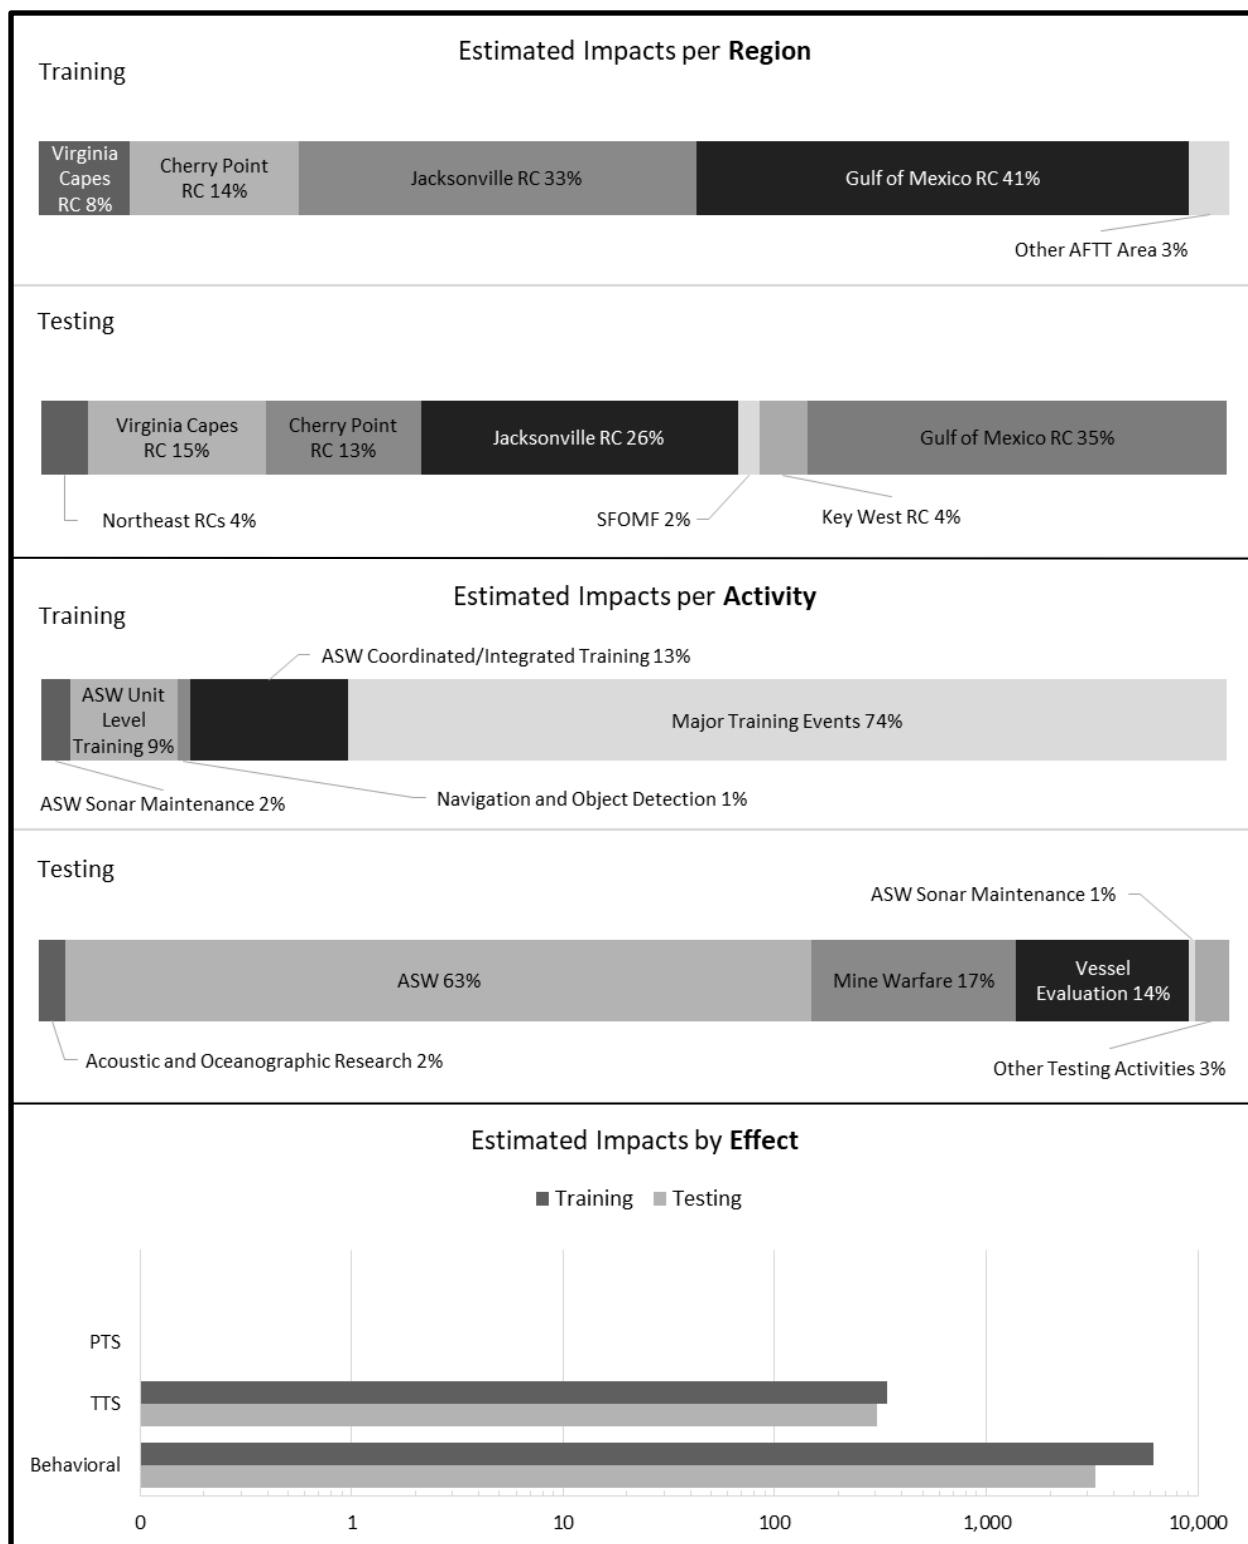 Estimated Impacts per Region
Training
Virginia
Capes
RC 8%
Cherry Point
RC 14%
Jacksonville RC 33%
Gulf of Mexico RC 41%
Other AFTT Area 3%
Testing
Virginia Capes
RC 15%
Cherry Point
RC 13%
Jacksonville RC 26%
Gulf of Mexico RC 35%
Northeast RCs 4%
SFOMF 2%
Key West RC 4%
Estimated Impacts per Activity
Training
ASW Coordinated/Integrated Training 13%
ASW Unit
Level
Training 9%
Major Training Events 74%
ASW Sonar Maintenance 2%
Navigation and Object Detection 1%
Testing
ASW Sonar Maintenance 1%
ASW 63%
Mine Warfare 17%
Vessel
Evaluation 14%
Acoustic and Oceanographic Research 2%
Other Testing Activities 3%
Estimated Impacts by Effect
Training Testing
PTS
TTS
Behavioral
0 1 10 100 1,000 10,000